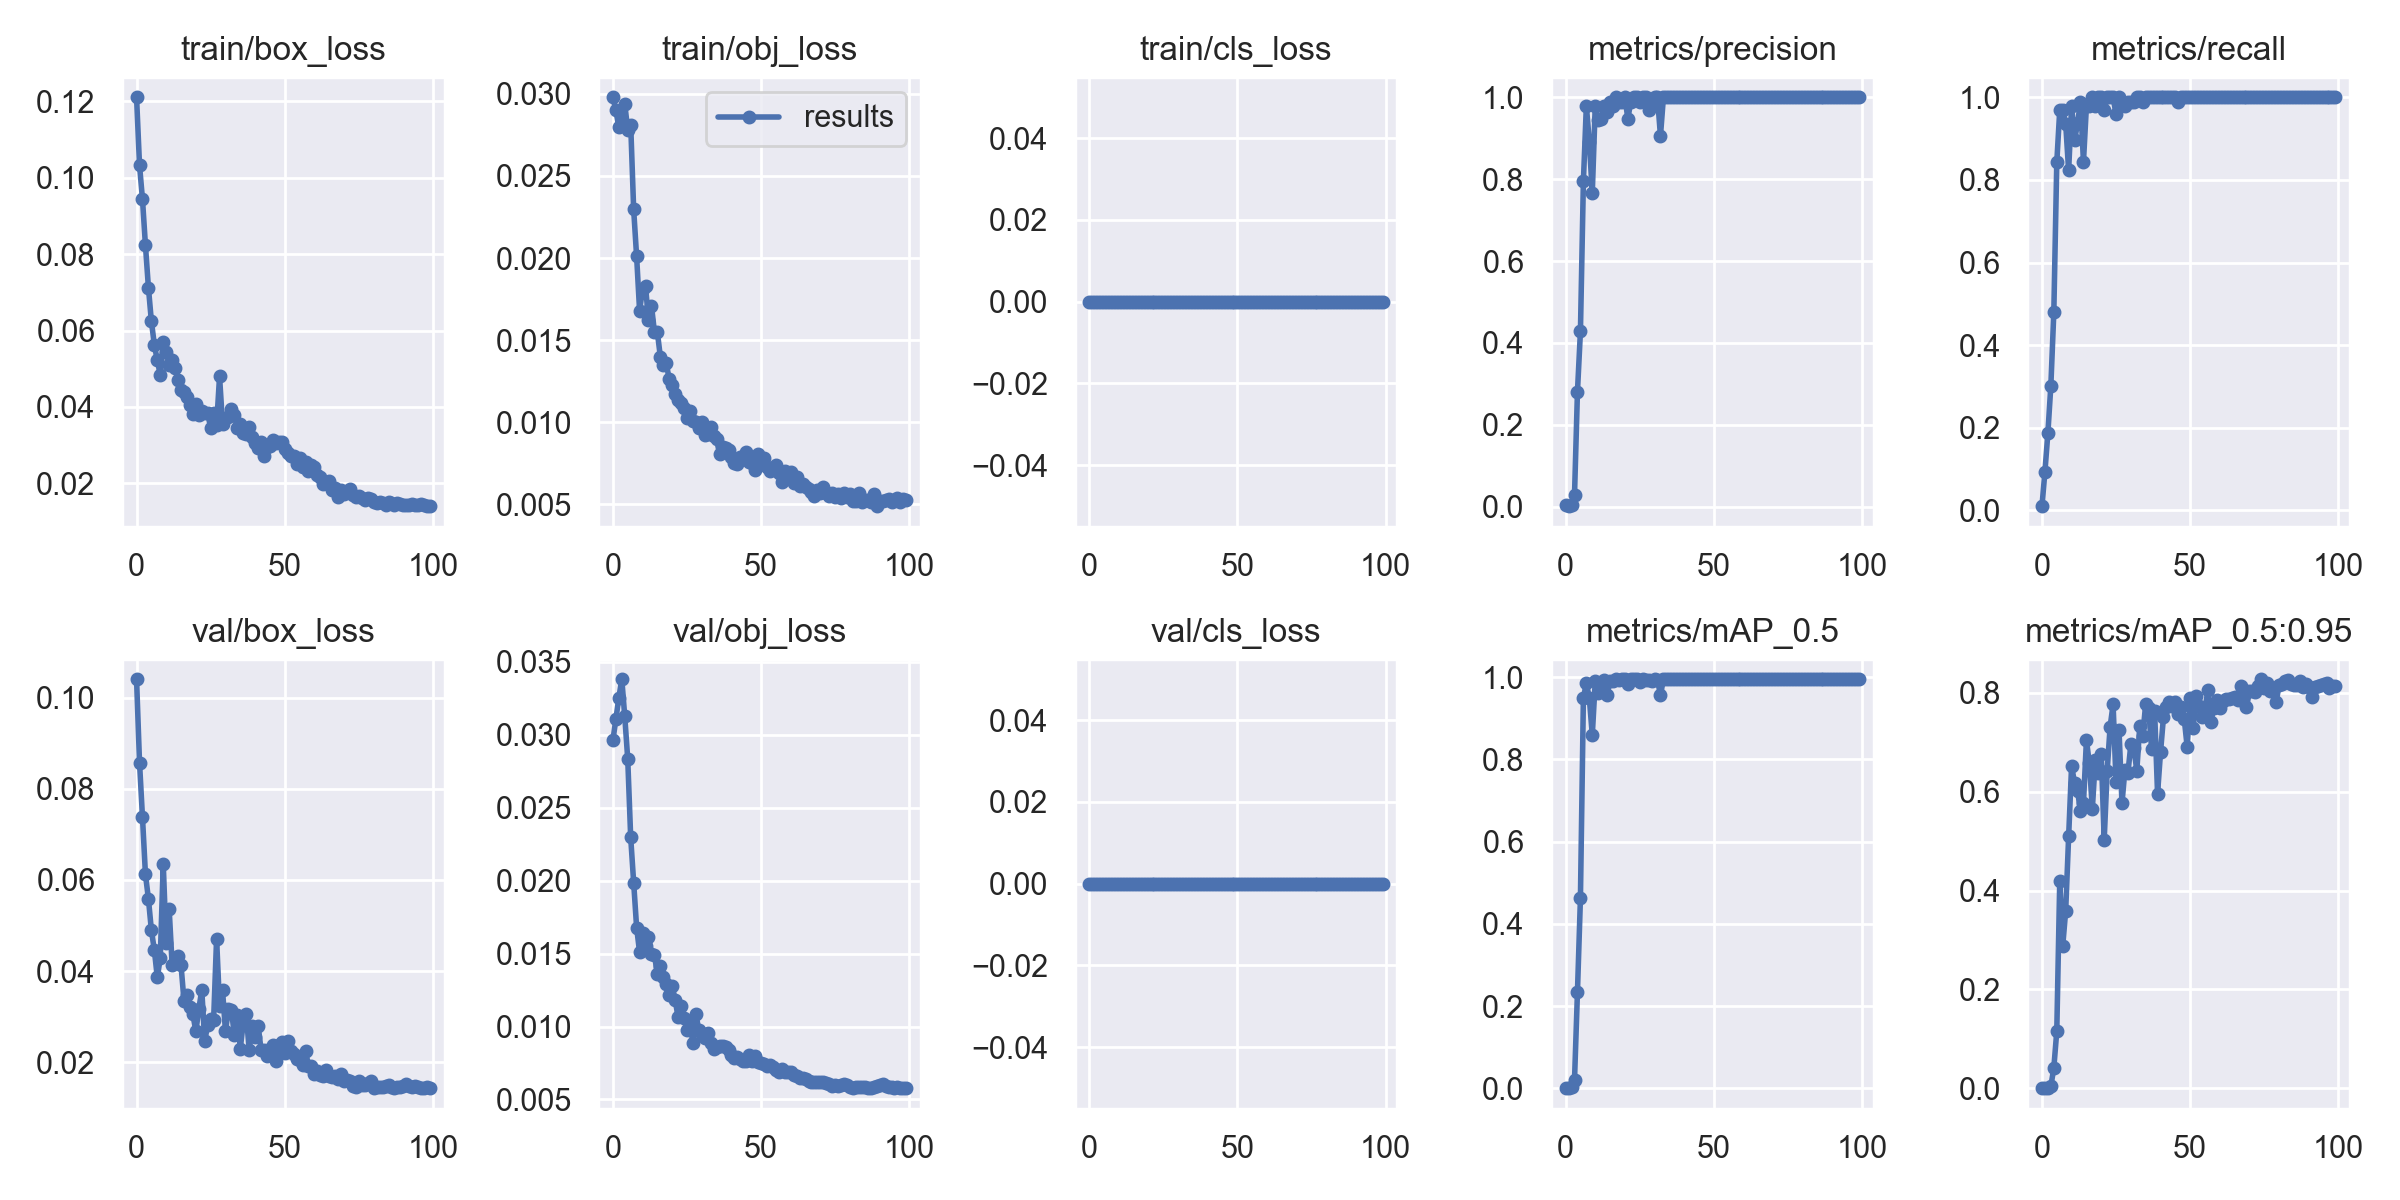 train/box_loss
0.12
0.10
0.08
0.06
0.04
0.02
0 50 100
train/obj_loss
results
0.030
0.025
0.020
0.015
0.010
0.005
0 50 100
train/cls_loss
0.04
0.02
0.00
−0.02
−0.04
0 50 100
metrics/precision
1.0
0.8
0.6
0.4
0.2
0.0
0 50 100
metrics/recall
1.0
0.8
0.6
0.4
0.2
0.0
0 50 100
val/box_loss
0.10
0.08
0.06
0.04
0.02
0 50 100
val/obj_loss
0.035
0.030
0.025
0.020
0.015
0.010
0.005
0 50 100
val/cls_loss
0.04
0.02
0.00
−0.02
−0.04
0 50 100
metrics/mAP_0.5
1.0
0.8
0.6
0.4
0.2
0.0
0 50 100
metrics/mAP_0.5:0.95
0.8
0.6
0.4
0.2
0.0
0 50 100